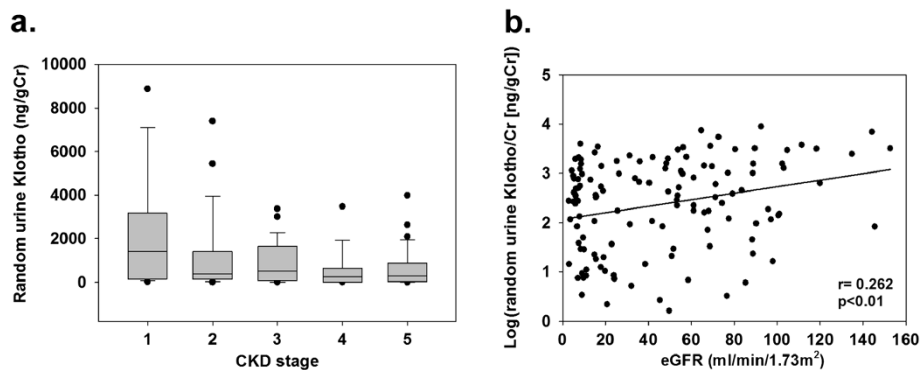 a.
Random urine Klotho (ng/gCr)
10000
8000
6000
4000
2000
0
1 2 3 4 5
CKD stage
b.
Log(random urine Klotho/Cr [ng/gCr])
5
4
3
2
1
0
r= 0.262
p<0.01
0 20 40 60 80 100 120 140 160
eGFR (ml/min/1.73m²)